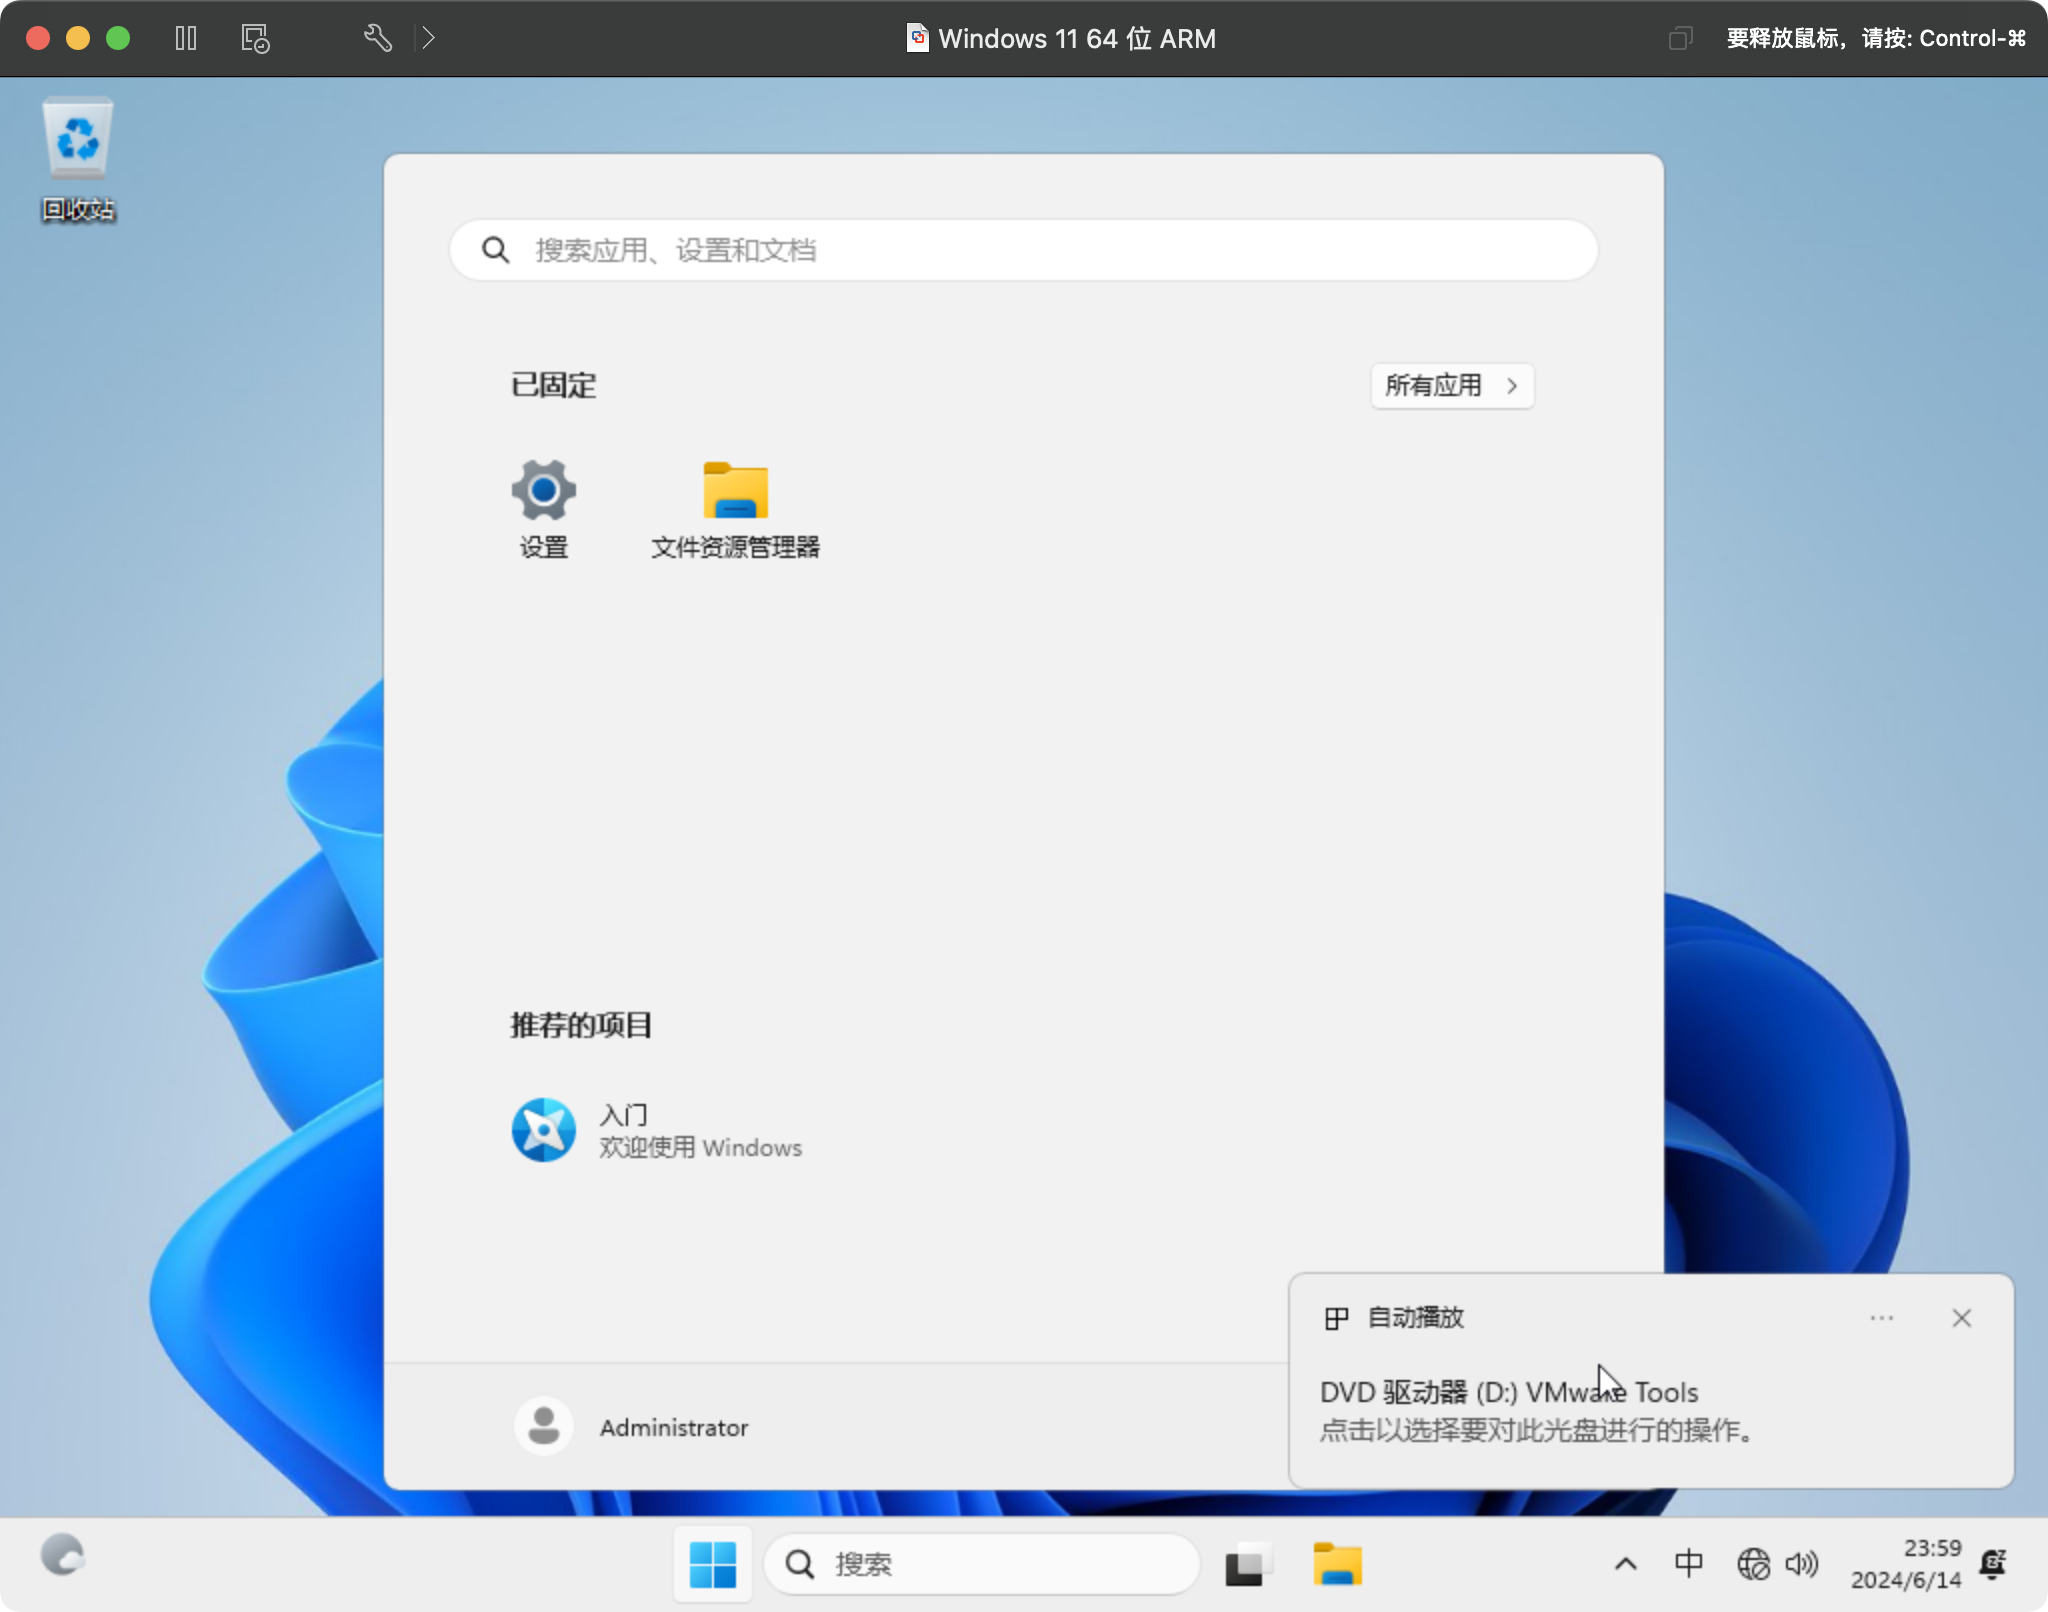 Windows 11 64 位 ARM
要释放鼠标，请按: Control-⌘
回收站
搜索应用、设置和文档
已固定
所有应用
设置
文件资源管理器
推荐的项目
入门
欢迎使用 Windows
自动播放
DVD 驱动器 (D:) VMware Tools
点击以选择要对此光盘进行的操作。
Administrator
搜索
中
23:59
2024/6/14